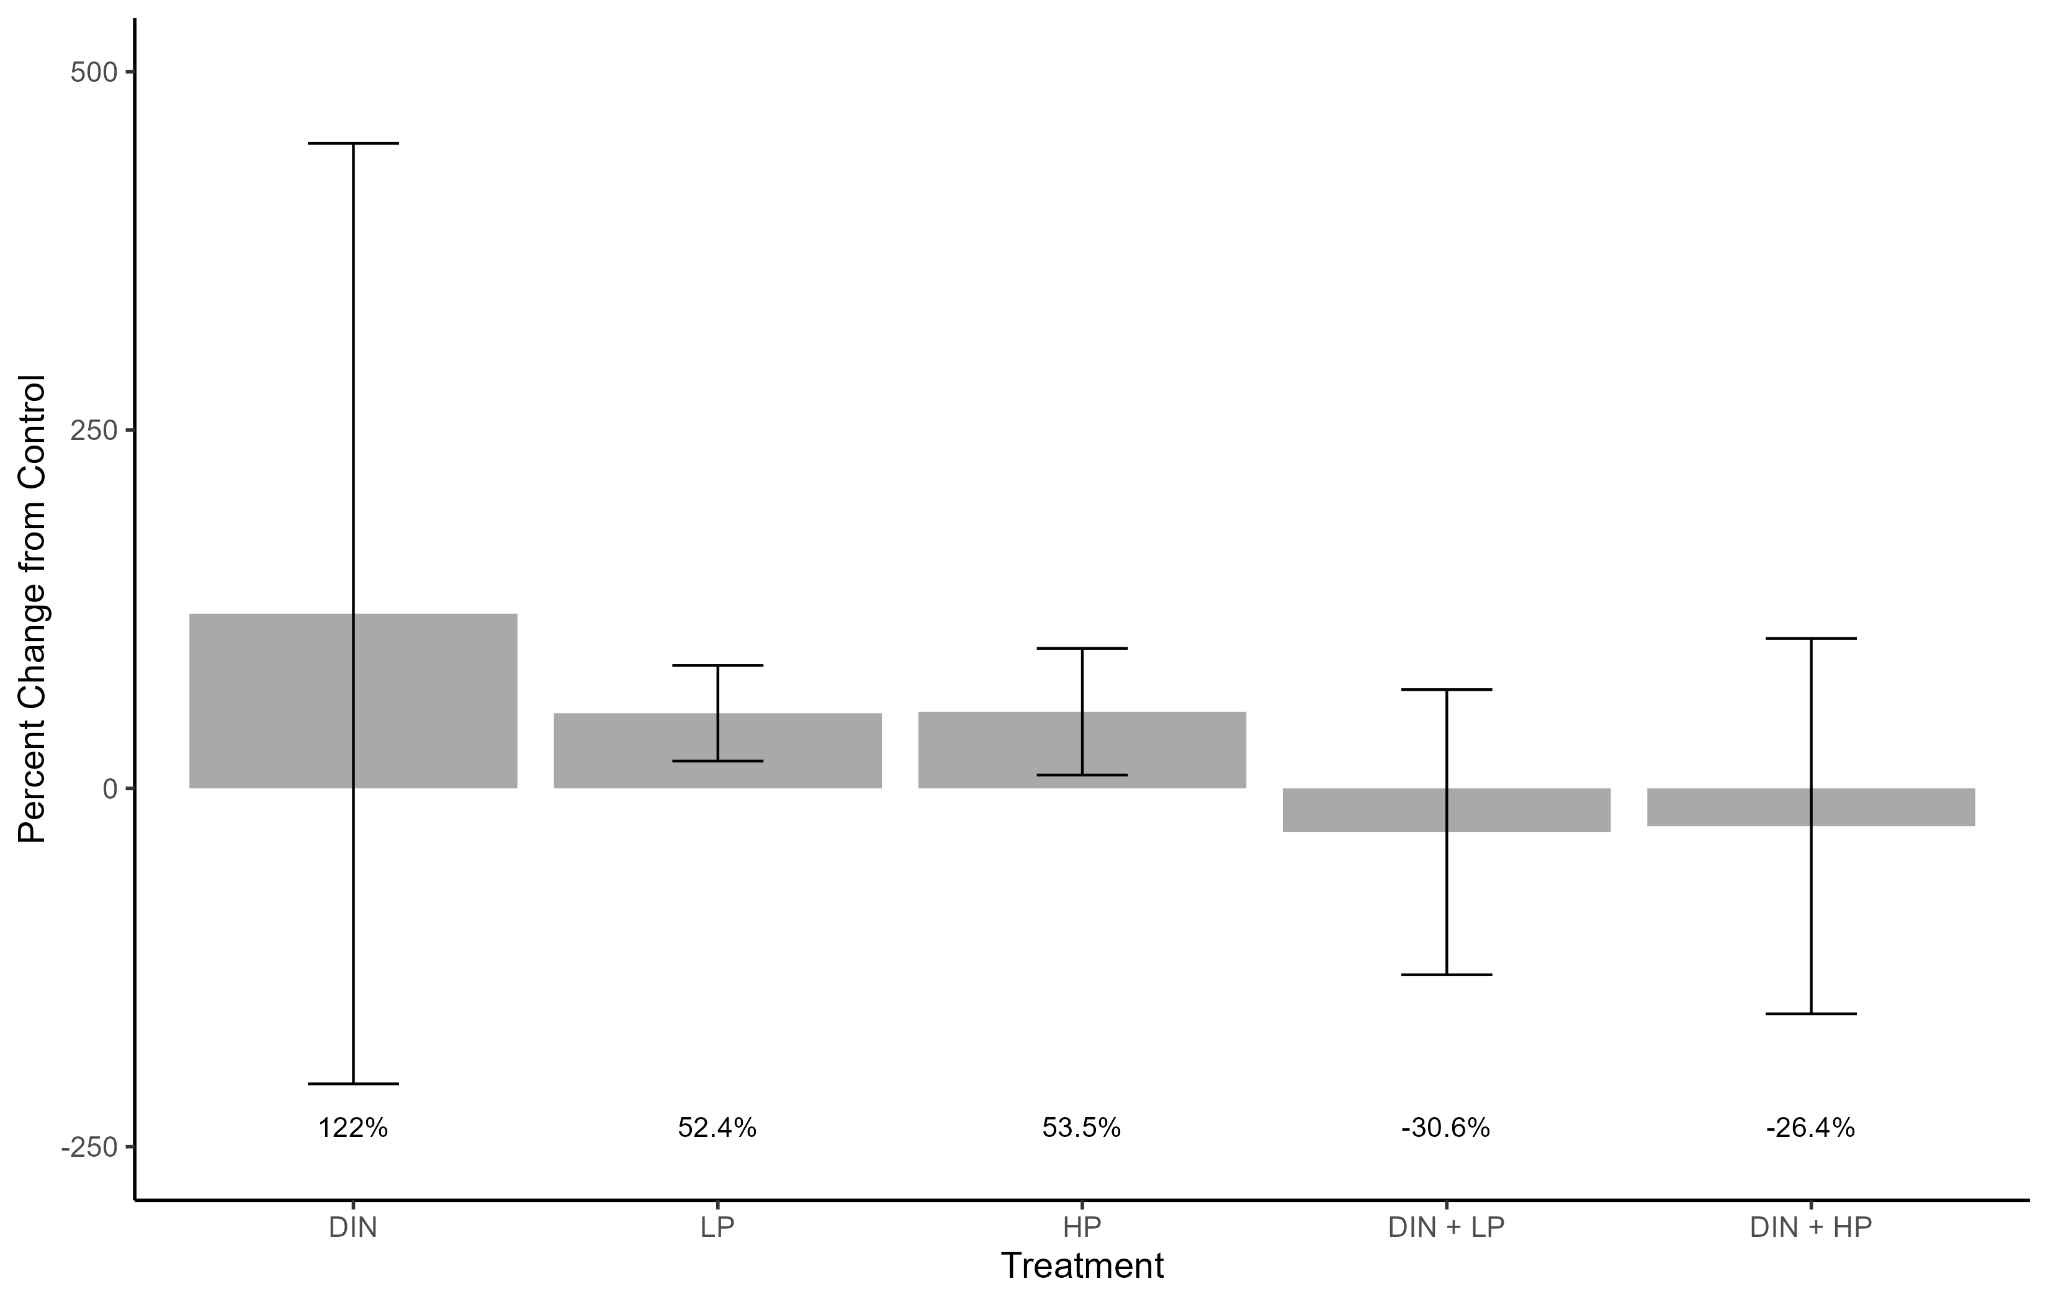 Percent Change from Control
500
250
0
-250
122%
52.4%
53.5%
-30.6%
-26.4%
DIN
LP
HP
DIN + LP
DIN + HP
Treatment